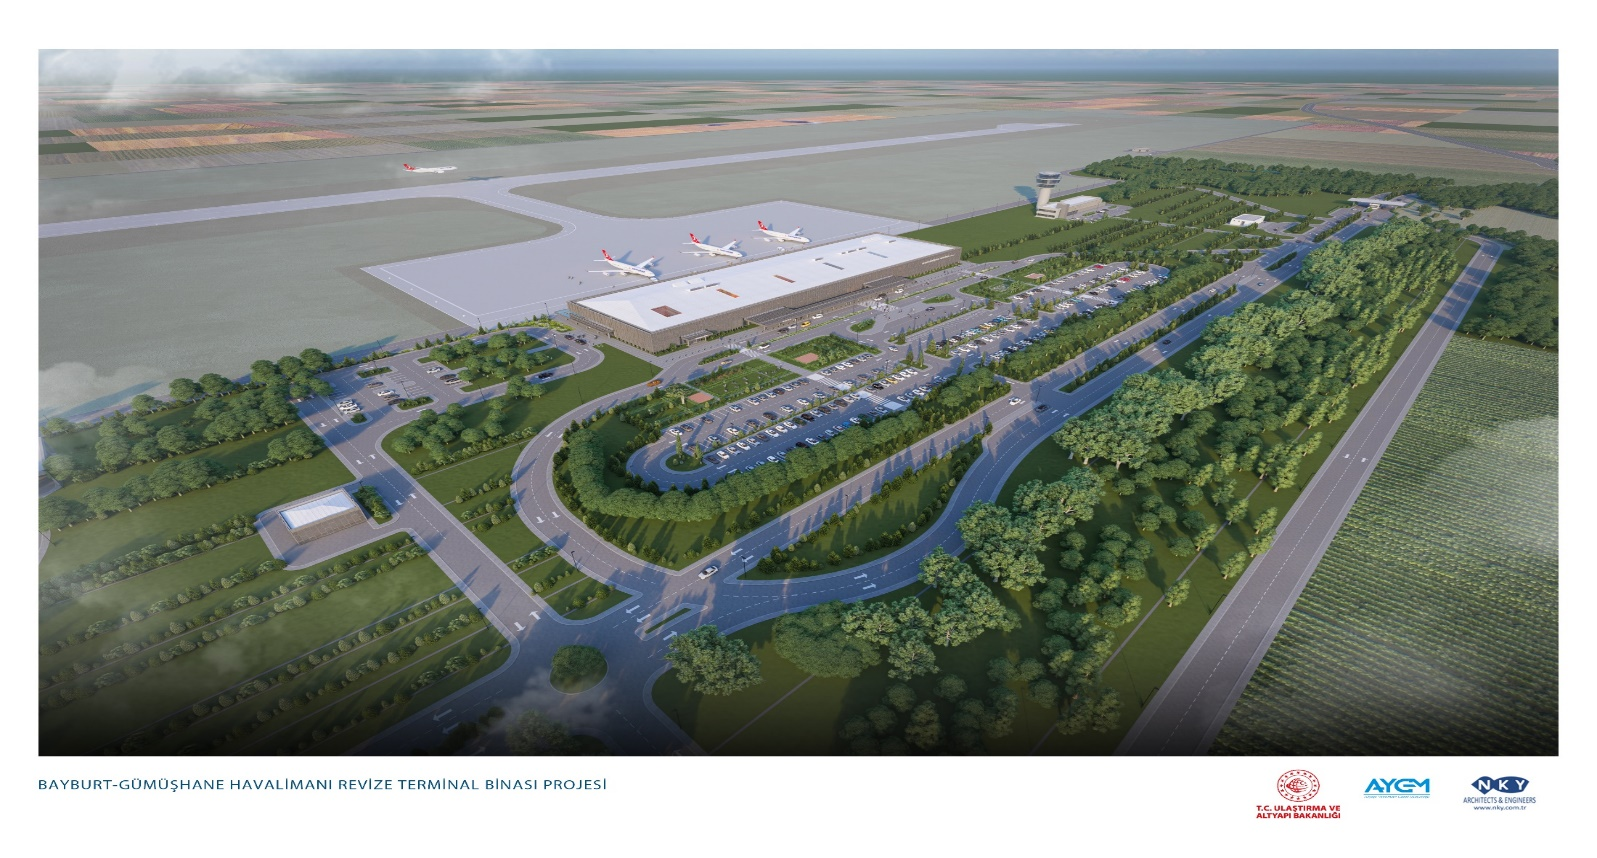 BAYBURT-GÜMÜŞHANE HAVALİMANI REVİZE TERMİNAL BİNASI PROJESİ
T.C. ULAŞTIRMA VE
ALTYAPI BAKANLIĞI
AYGM
NKY
ARCHITECTS & ENGINEERS
www.nky.com.tr